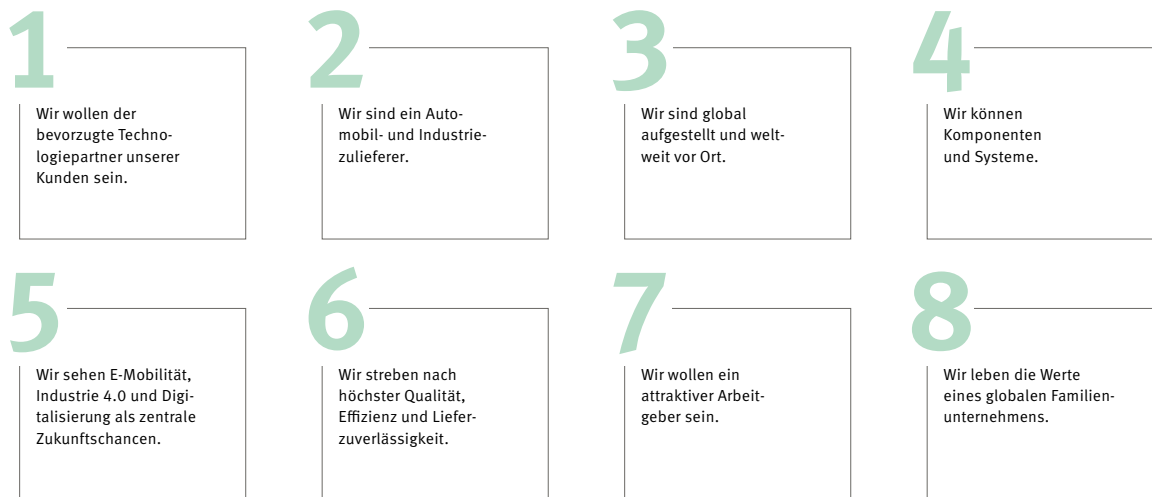 1
Wir wollen der
bevorzugte Techno-
logiepartner unserer
Kunden sein.
2
Wir sind ein Auto-
mobil- und Industrie-
zulieferer.
3
Wir sind global
aufgestellt und welt-
weit vor Ort.
4
Wir können
Komponenten
und Systeme.
5
Wir sehen E-Mobilität,
Industrie 4.0 und Digi-
talisierung als zentrale
Zukunftschancen.
6
Wir streben nach
höchster Qualität,
Effizienz und Liefer-
zuverlässigkeit.
7
Wir wollen ein
attraktiver Arbeit-
geber sein.
8
Wir leben die Werte
eines globalen Familien-
unternehmens.